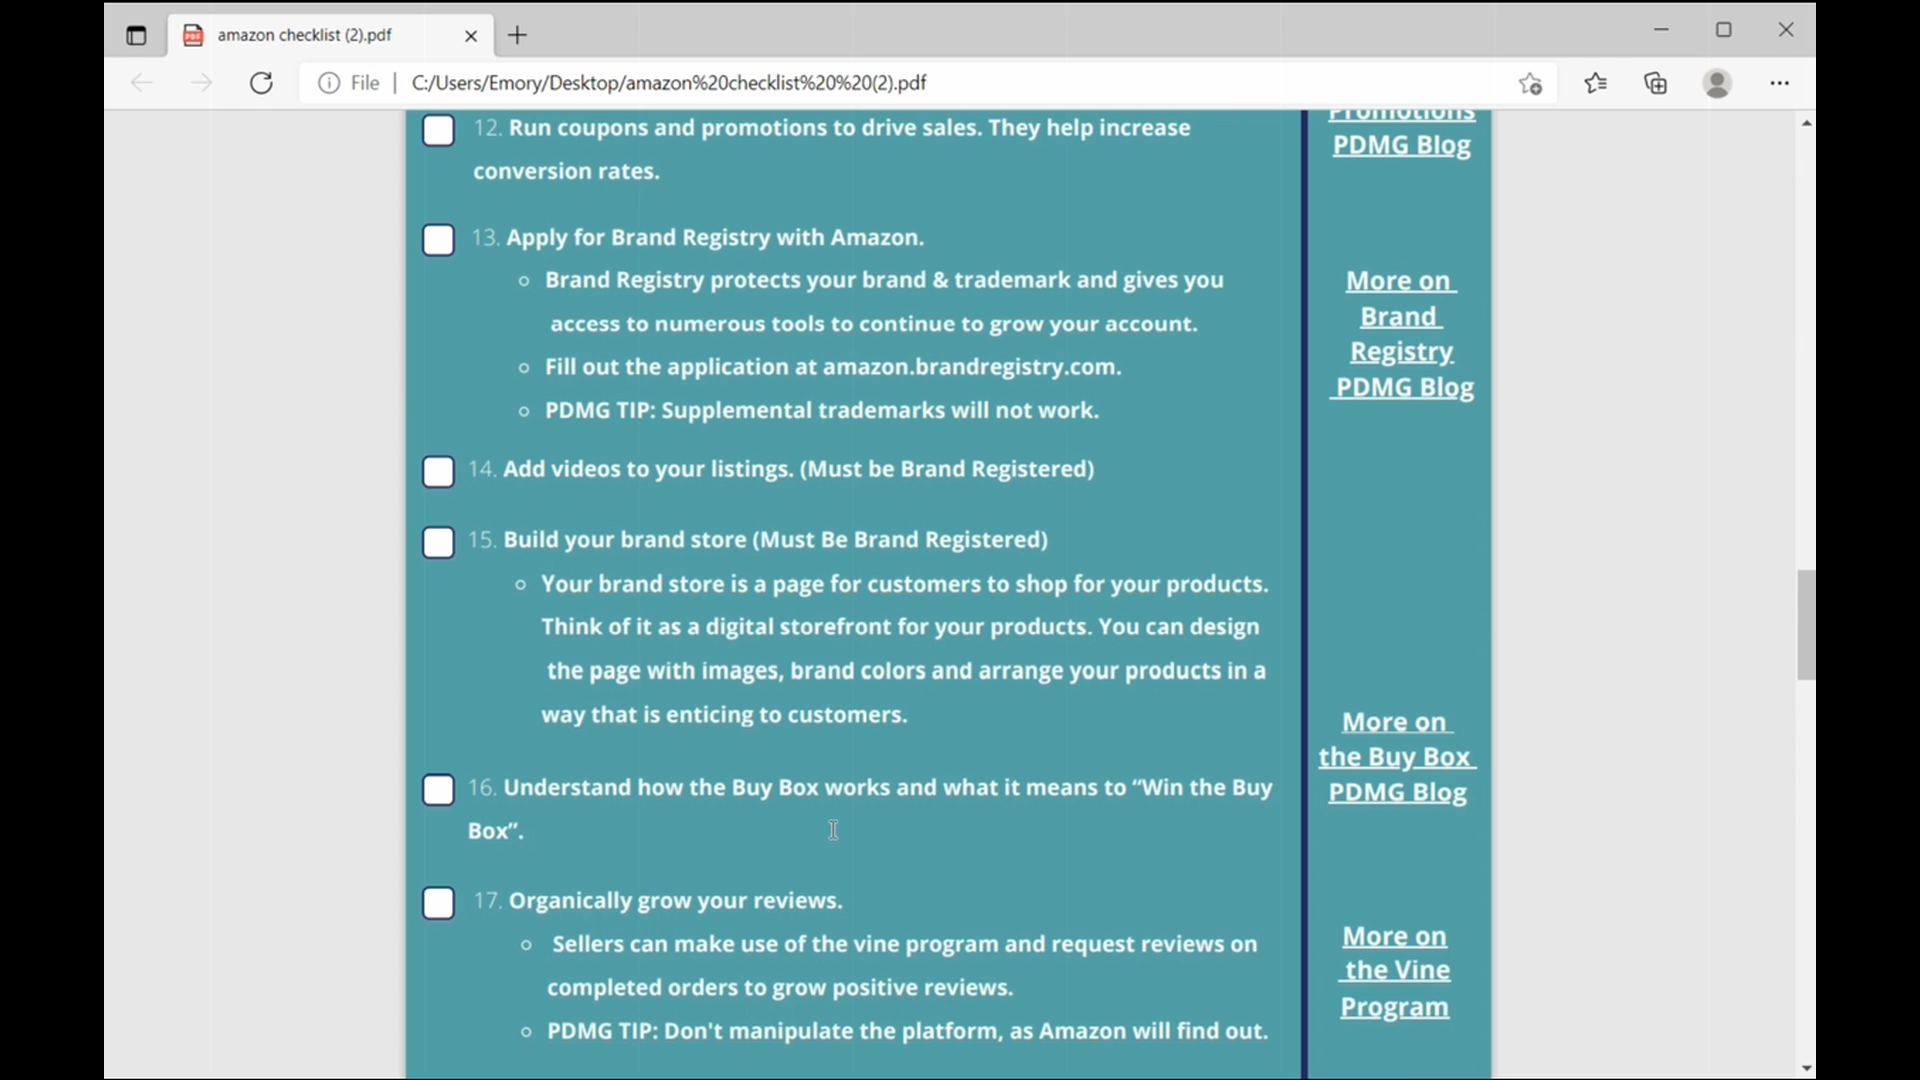 amazon checklist (2).pdf
File
C:/Users/Emory/Desktop/amazon%20checklist%20%20(2).pdf
12. Run coupons and promotions to drive sales. They help increase
conversion rates.
13. Apply for Brand Registry with Amazon.
Brand Registry protects your brand & trademark and gives you
access to numerous tools to continue to grow your account.
Fill out the application at amazon.brandregistry.com.
PDMG TIP: Supplemental trademarks will not work.
14. Add videos to your listings. (Must be Brand Registered)
15. Build your brand store (Must Be Brand Registered)
Your brand store is a page for customers to shop for your products.
Think of it as a digital storefront for your products. You can design
the page with images, brand colors and arrange your products in a
way that is enticing to customers.
16. Understand how the Buy Box works and what it means to “Win the Buy
Box”.
17. Organically grow your reviews.
Sellers can make use of the vine program and request reviews on
completed orders to grow positive reviews.
PDMG TIP: Don't manipulate the platform, as Amazon will find out.
Promotions
PDMG Blog
More on
Brand
Registry
PDMG Blog
More on
the Buy Box
PDMG Blog
More on
the Vine
Program